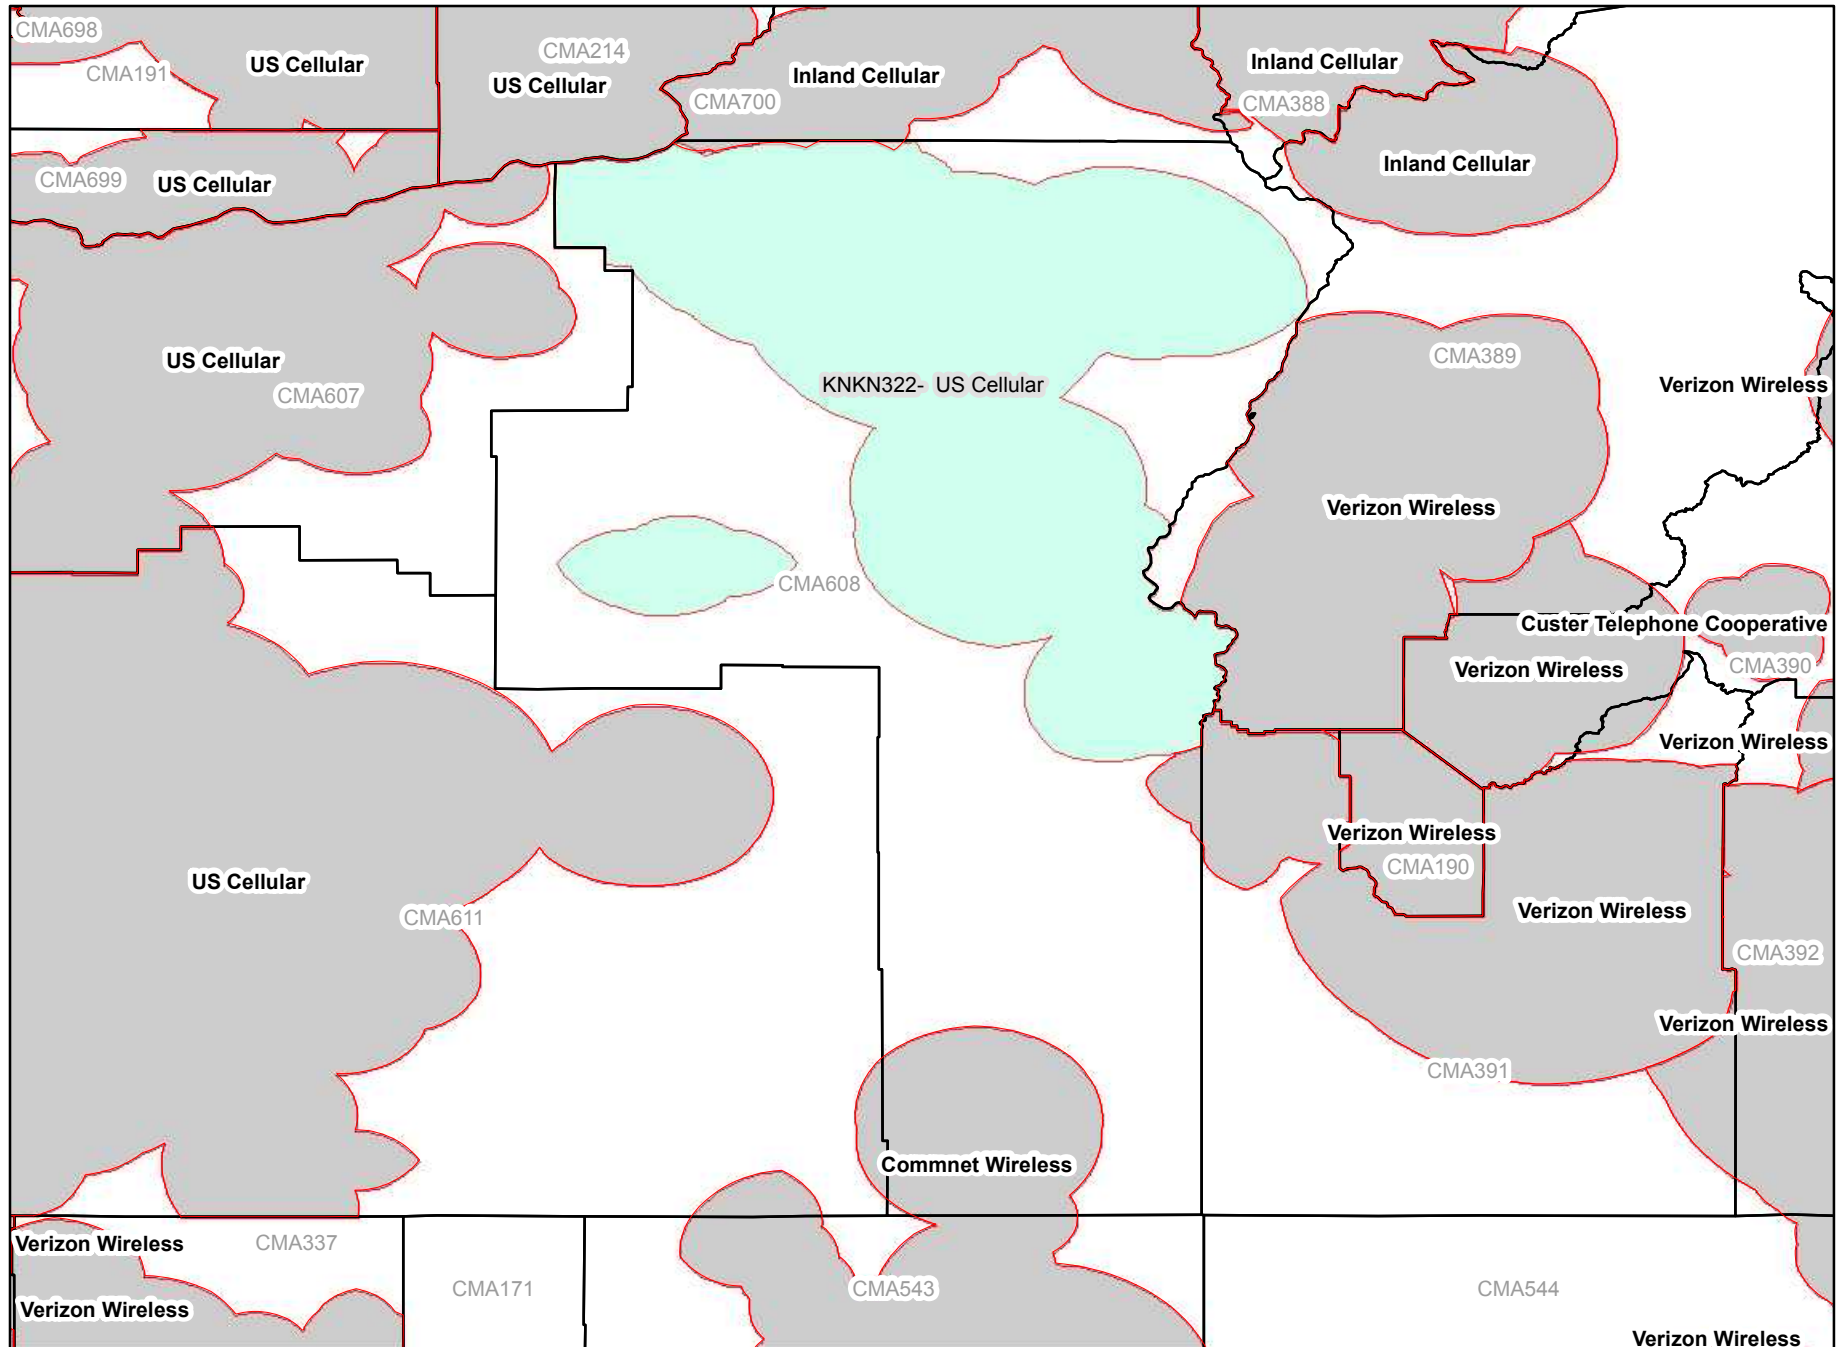 CMA698
CMA191
US Cellular
CMA214
US Cellular
Inland Cellular
CMA700
Inland Cellular
CMA388
Inland Cellular
CMA699
US Cellular
US Cellular
CMA607
KNKN322- US Cellular
CMA389
Verizon Wireless
Verizon Wireless
CMA608
Custer Telephone Cooperative
Verizon Wireless
CMA390
Verizon Wireless
Verizon Wireless
CMA190
US Cellular
CMA611
Verizon Wireless
CMA392
Verizon Wireless
CMA391
Commnet Wireless
Verizon Wireless
CMA337
CMA171
CMA543
CMA544
Verizon Wireless
Verizon Wireless